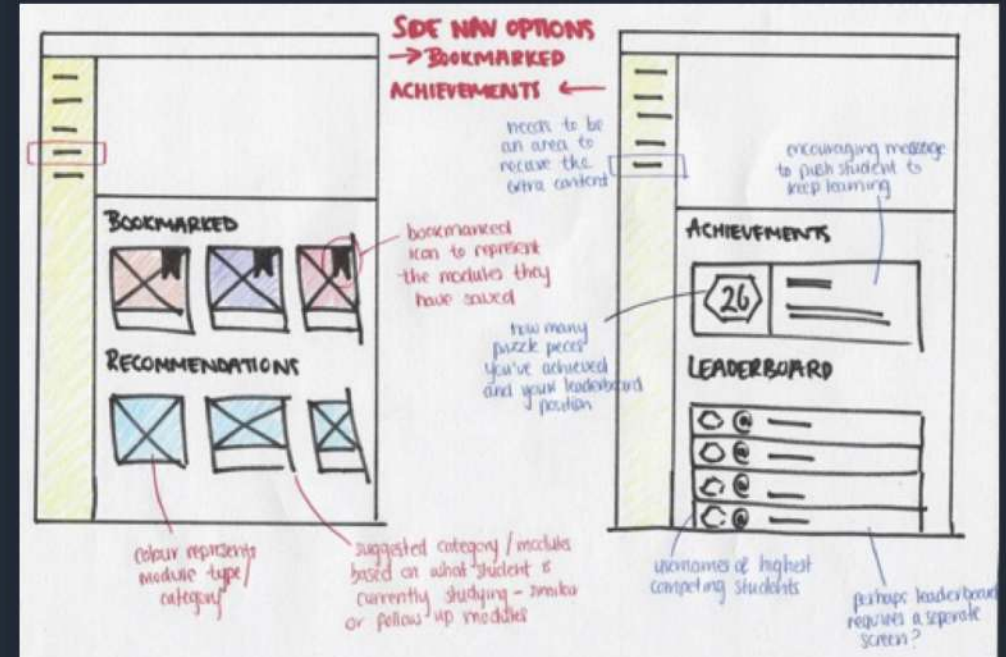 SIDE NAV OPTIONS
→ BOOKMARKED
ACHIEVEMENTS ←
needs to be
an area to
recieve the
extra content
encouraging message
to push student to
keep learning
BOOKMARKED
bookmarked
icon to represent
the modules they
have saved
RECOMMENDATIONS
colour represents
module type/
category
suggested category/modules
based on what student is
currently studying - similar
or follow up modules
ACHIEVEMENTS
26
how many
puzzle pieces
you've achieved
and your leaderboard
position
LEADERBOARD
@
@
@
@
usernames of highest
competing students
perhaps leaderboard
requires a seperate
screen?